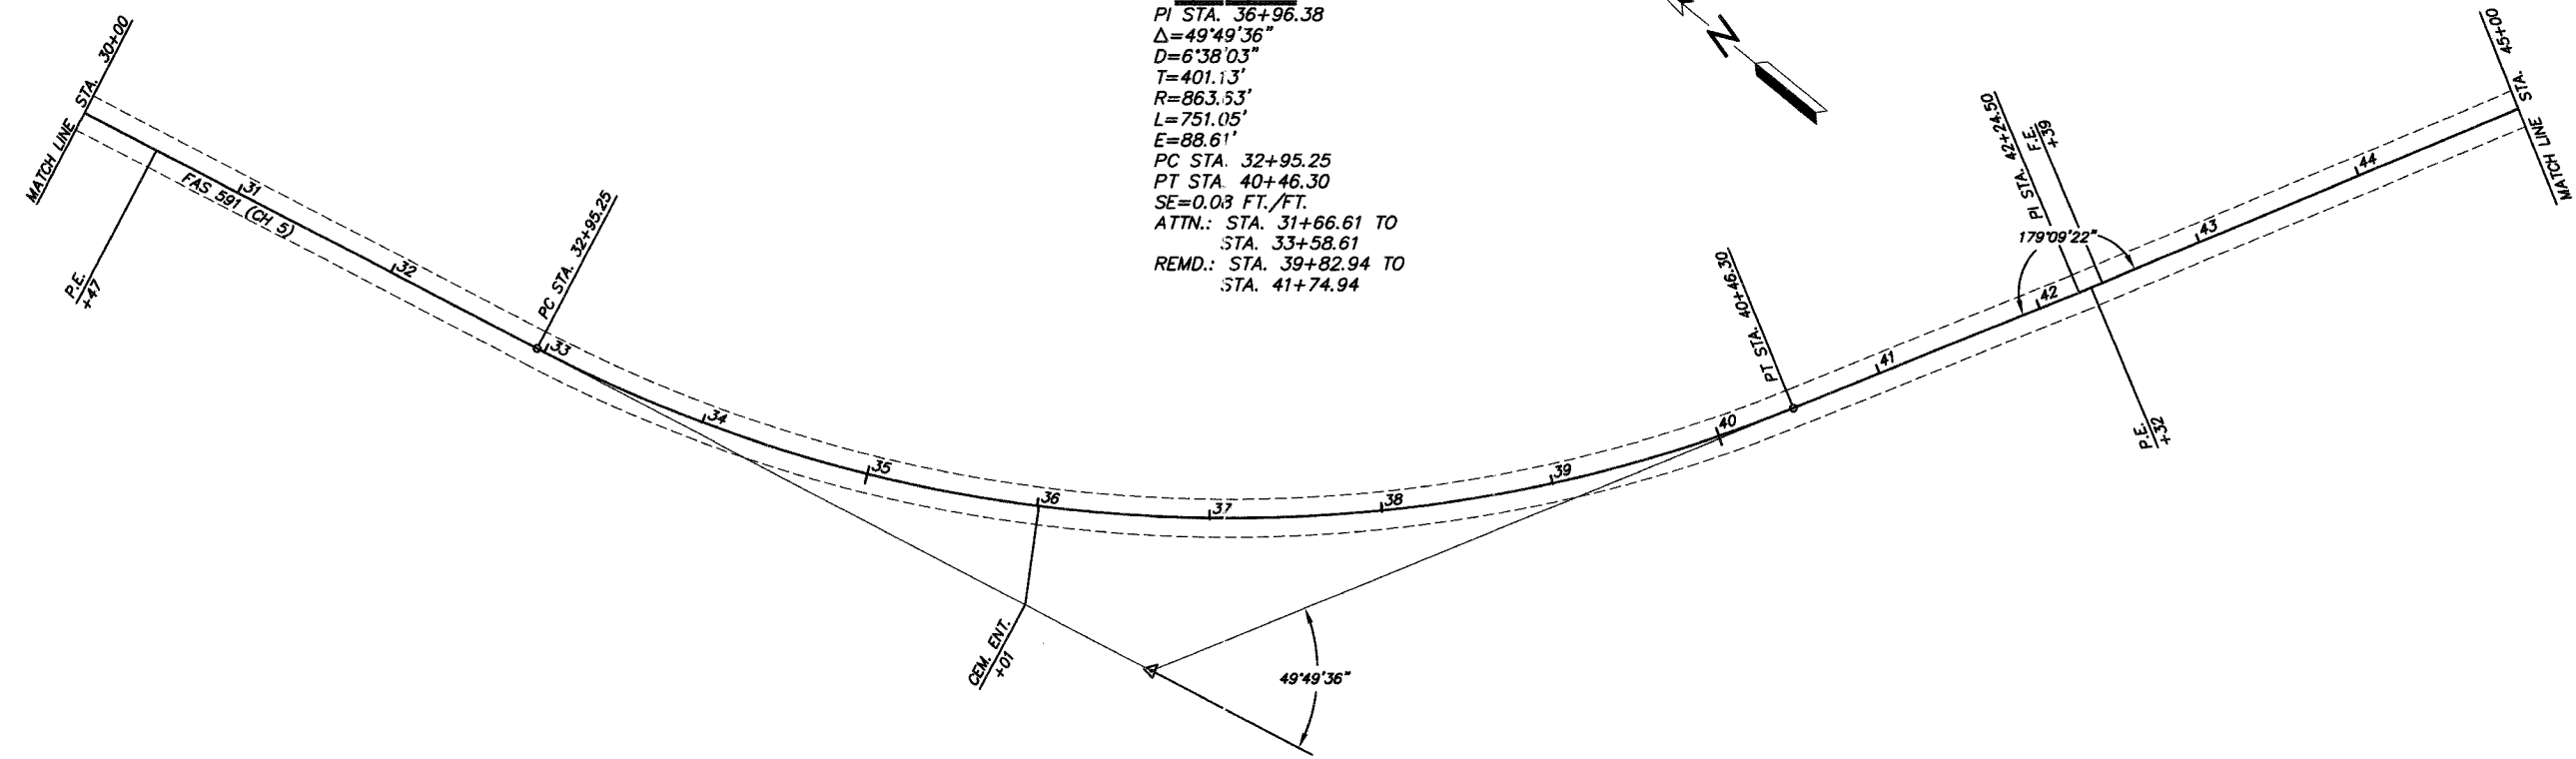 PI STA. 36+96.38
Δ=49°49'36"
D=6°38'03"
T=401.13'
R=863.63'
L=751.05'
E=88.61'
PC STA. 32+95.25
PT STA. 40+46.30
SE=0.08 FT./FT.
ATTN.: STA. 31+66.61 TO
STA. 33+58.61
REMD.: STA. 39+82.94 TO
STA. 41+74.94
N
MATCH LINE STA. 30+00
P.E.
+47
FAS 591 (CH 5)
31
32
PC STA. 32+95.25
33
34
35
36
37
38
39
40
CEM. ENT.
+01
49°49'36"
PT STA. 40+46.30
41
42
179°09'22"
PI STA. 42+24.50
F.E.
+39
P.E.
+32
43
44
MATCH LINE STA. 45+00